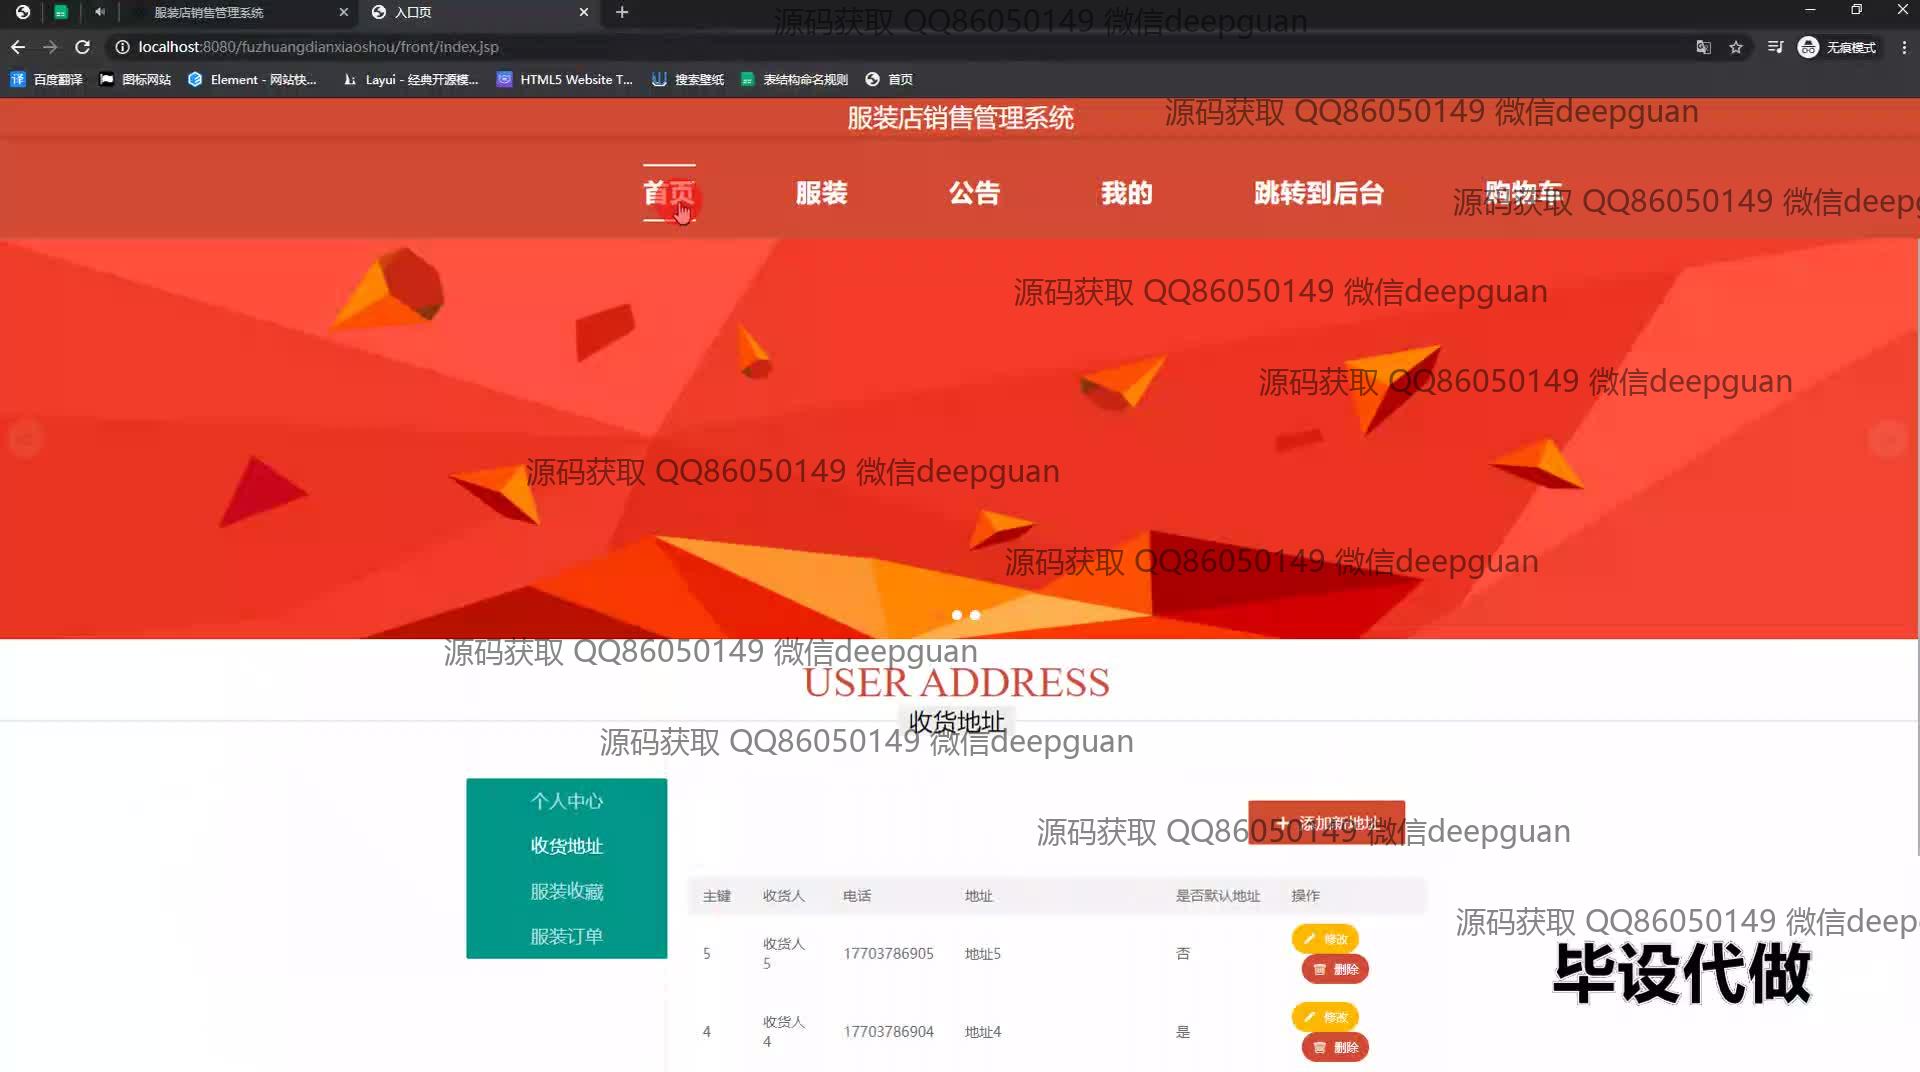 服装店销售管理系统
入口页
源码获取 QQ86050149 微信deepguan
localhost:8080/fuzhuangdianxiaoshou/front/index.jsp
无痕模式
百度翻译
图标网站
Element - 网站快...
Layui - 经典开源模...
HTML5 Website T...
搜索壁纸
表结构命名规则
首页
服装店销售管理系统
源码获取 QQ86050149 微信deepguan
首页
服装
公告
我的
跳转到后台
购物车
源码获取 QQ86050149 微信deepg
源码获取 QQ86050149 微信deepguan
源码获取 QQ86050149 微信deepguan
源码获取 QQ86050149 微信deepguan
源码获取 QQ86050149 微信deepguan
源码获取 QQ86050149 微信deepguan
USER ADDRESS
收货地址
源码获取 QQ86050149 微信deepguan
个人中心
收货地址
服装收藏
服装订单
+ 添加新地址
源码获取 QQ86050149 微信deepguan
主键 收货人 电话 地址 是否默认地址 操作
源码获取 QQ86050149 微信deep
5 收货人5 17703786905 地址5 否 修改 删除
毕设代做
4 收货人4 17703786904 地址4 是 修改 删除